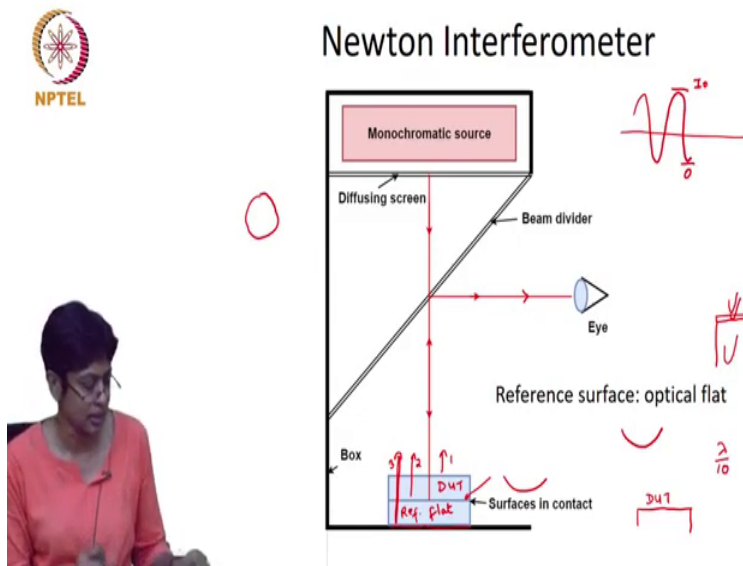 Newton Interferometer
NPTEL
Monochromatic source
I0
0
Diffusing screen
Beam divider
Eye
Reference surface: optical flat
Box
3 2 1
DUT
Ref. flat
Surfaces in contact
λ/10
DUT